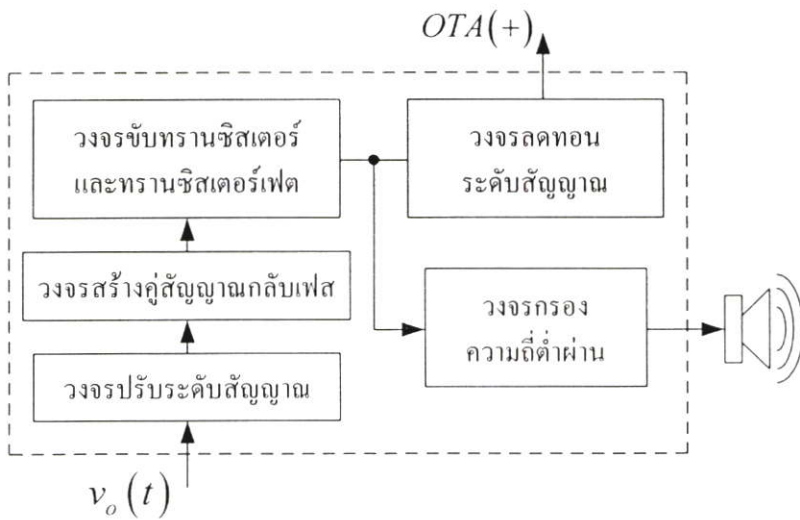 OTA(+)
วงจรขับทรานซิสเตอร์
และทรานซิสเตอร์เฟต
วงจรลดทอน
ระดับสัญญาณ
วงจรสร้างคู่สัญญาณกลับเฟส
วงจรกรอง
ความถี่ต่ำผ่าน
วงจรปรับระดับสัญญาณ
v_o(t)